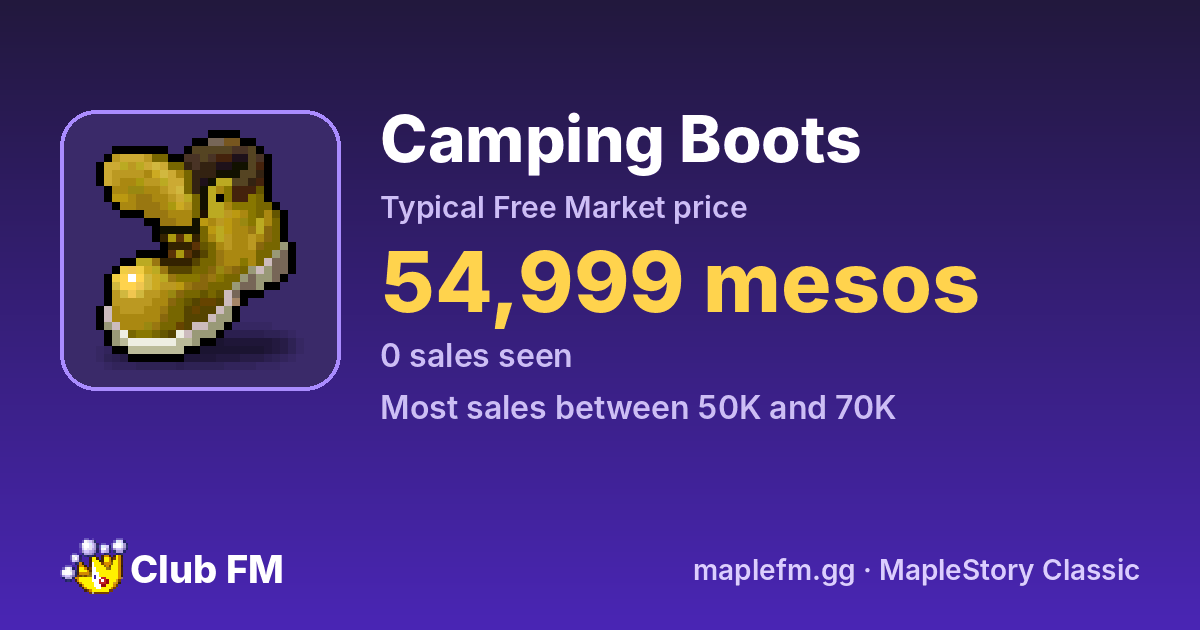 Camping Boots
Typical Free Market price
54,999 mesos
0 sales seen
Most sales between 50K and 70K
Club FM
maplefm.gg · MapleStory Classic